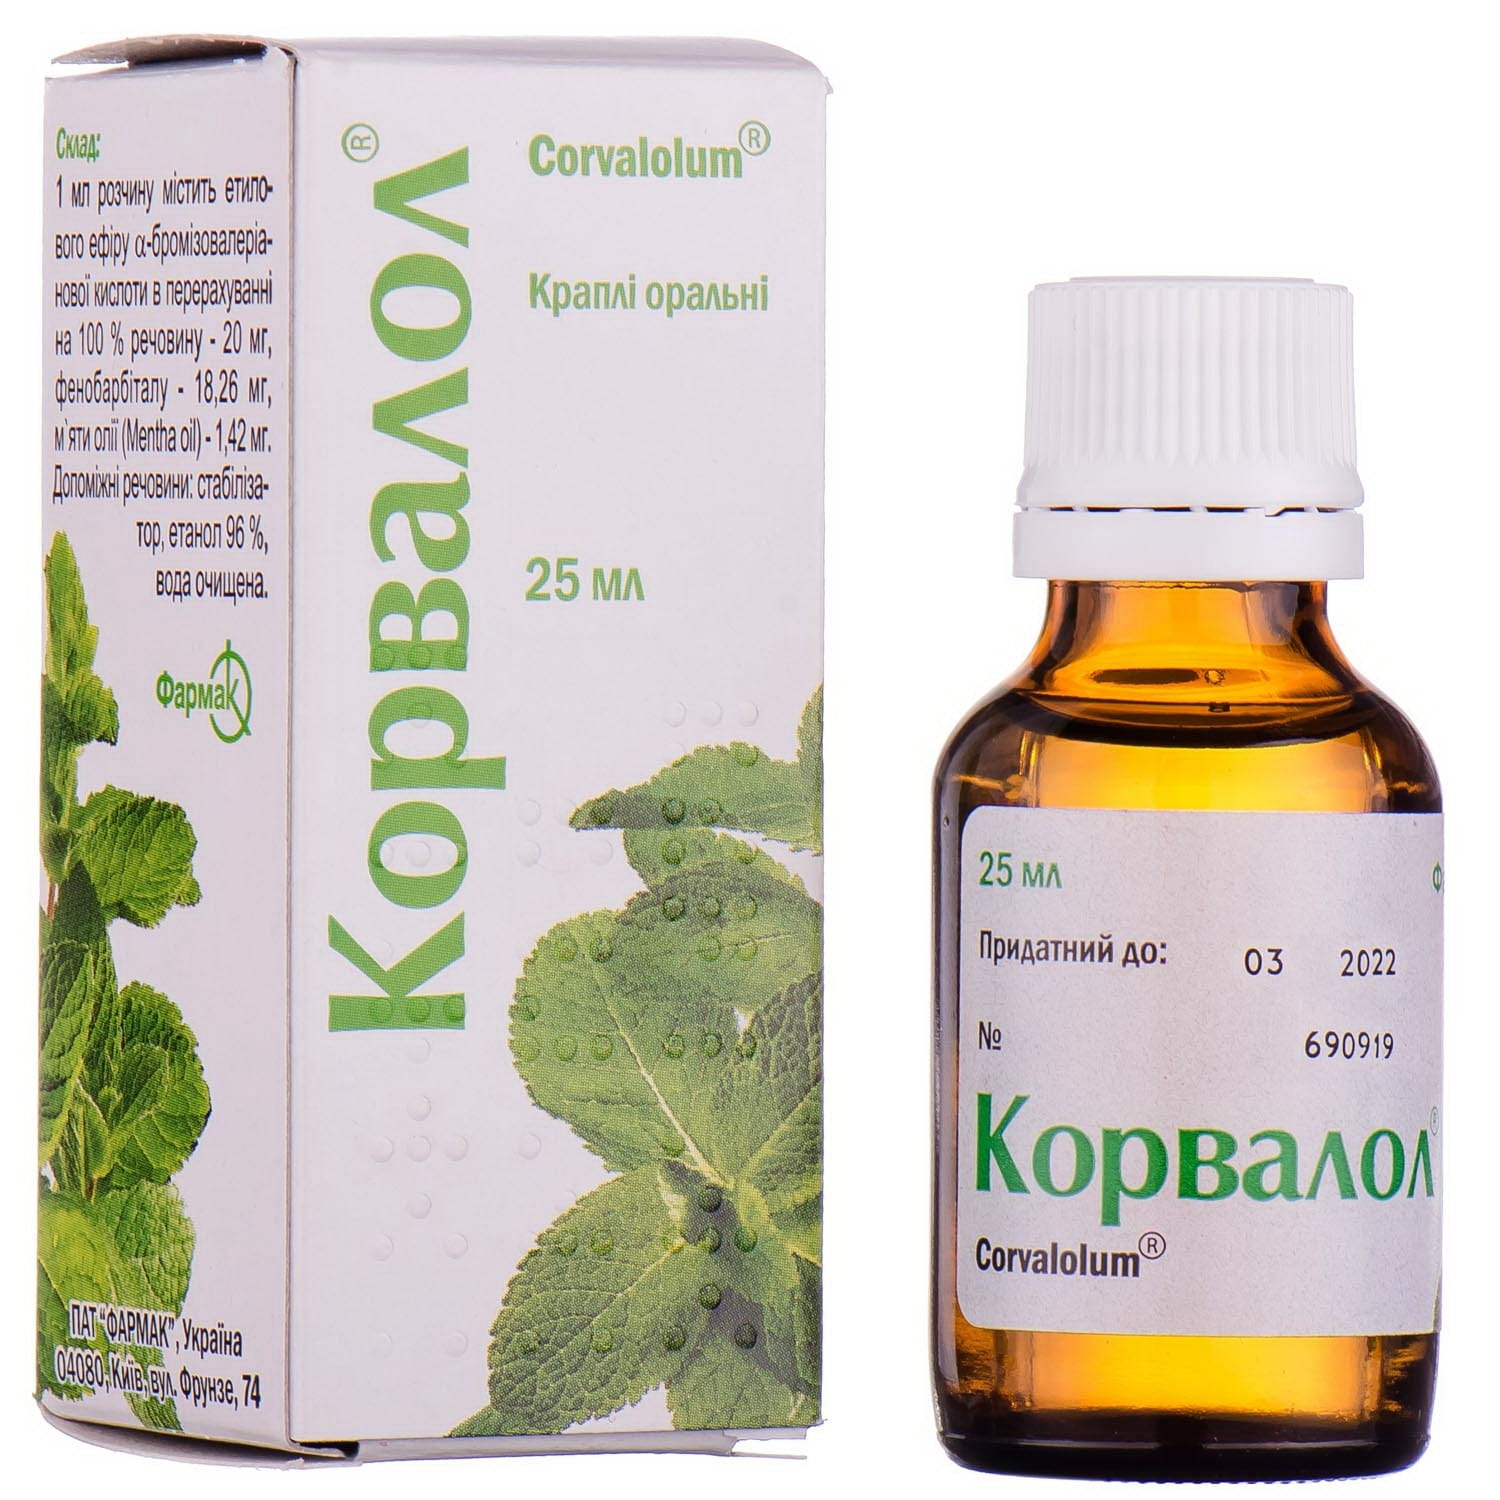 Склад:
1 мл розчину містить етило-
вого ефіру α-бромізовалеріа-
нової кислоти в перерахуванні
на 100 % речовину - 20 мг,
фенобарбіталу - 18,26 мг,
м`яти олії (Mentha oil) - 1,42 мг.
Допоміжні речовини: стабіліза-
тор, етанол 96 %,
вода очищена.
Фармак
ПАТ "ФАРМАК", Україна
04080, Київ, вул. Фрунзе, 74
Корвалол®
Corvalolum®
Краплі оральні
25 мл
25 мл
Придатний до: 03 2022
№ 690919
Корвалол®
Corvalolum®